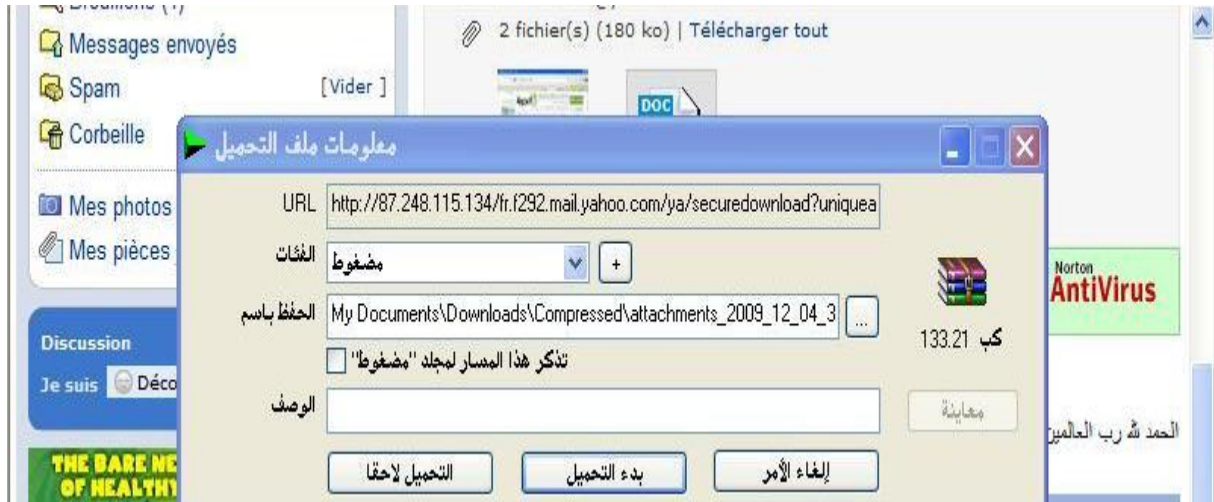 Brouillons (1)
Messages envoyés
Spam [Vider ]
Corbeille
Mes photos
Mes pièces
Discussion
Je suis Déco
THE BARE NE
OF HEALTHY
2 fichier(s) (180 ko) | Télécharger tout
DOC
معلومات ملف التحميل
URL http://87.248.115.134/fr.f292.mail.yahoo.com/ya/securedownload?uniquea
الفئات مضغوط +
الحفظ باسم My Documents\Downloads\Compressed\attachments_2009_12_04_3 ...
تذكر هذا المسار لمجلد "مضغوط"
الوصف
التحميل لاحقا بدء التحميل إلغاء الأمر
133.21 كب
معاينة
Norton
AntiVirus
الحمد لله رب العالمين